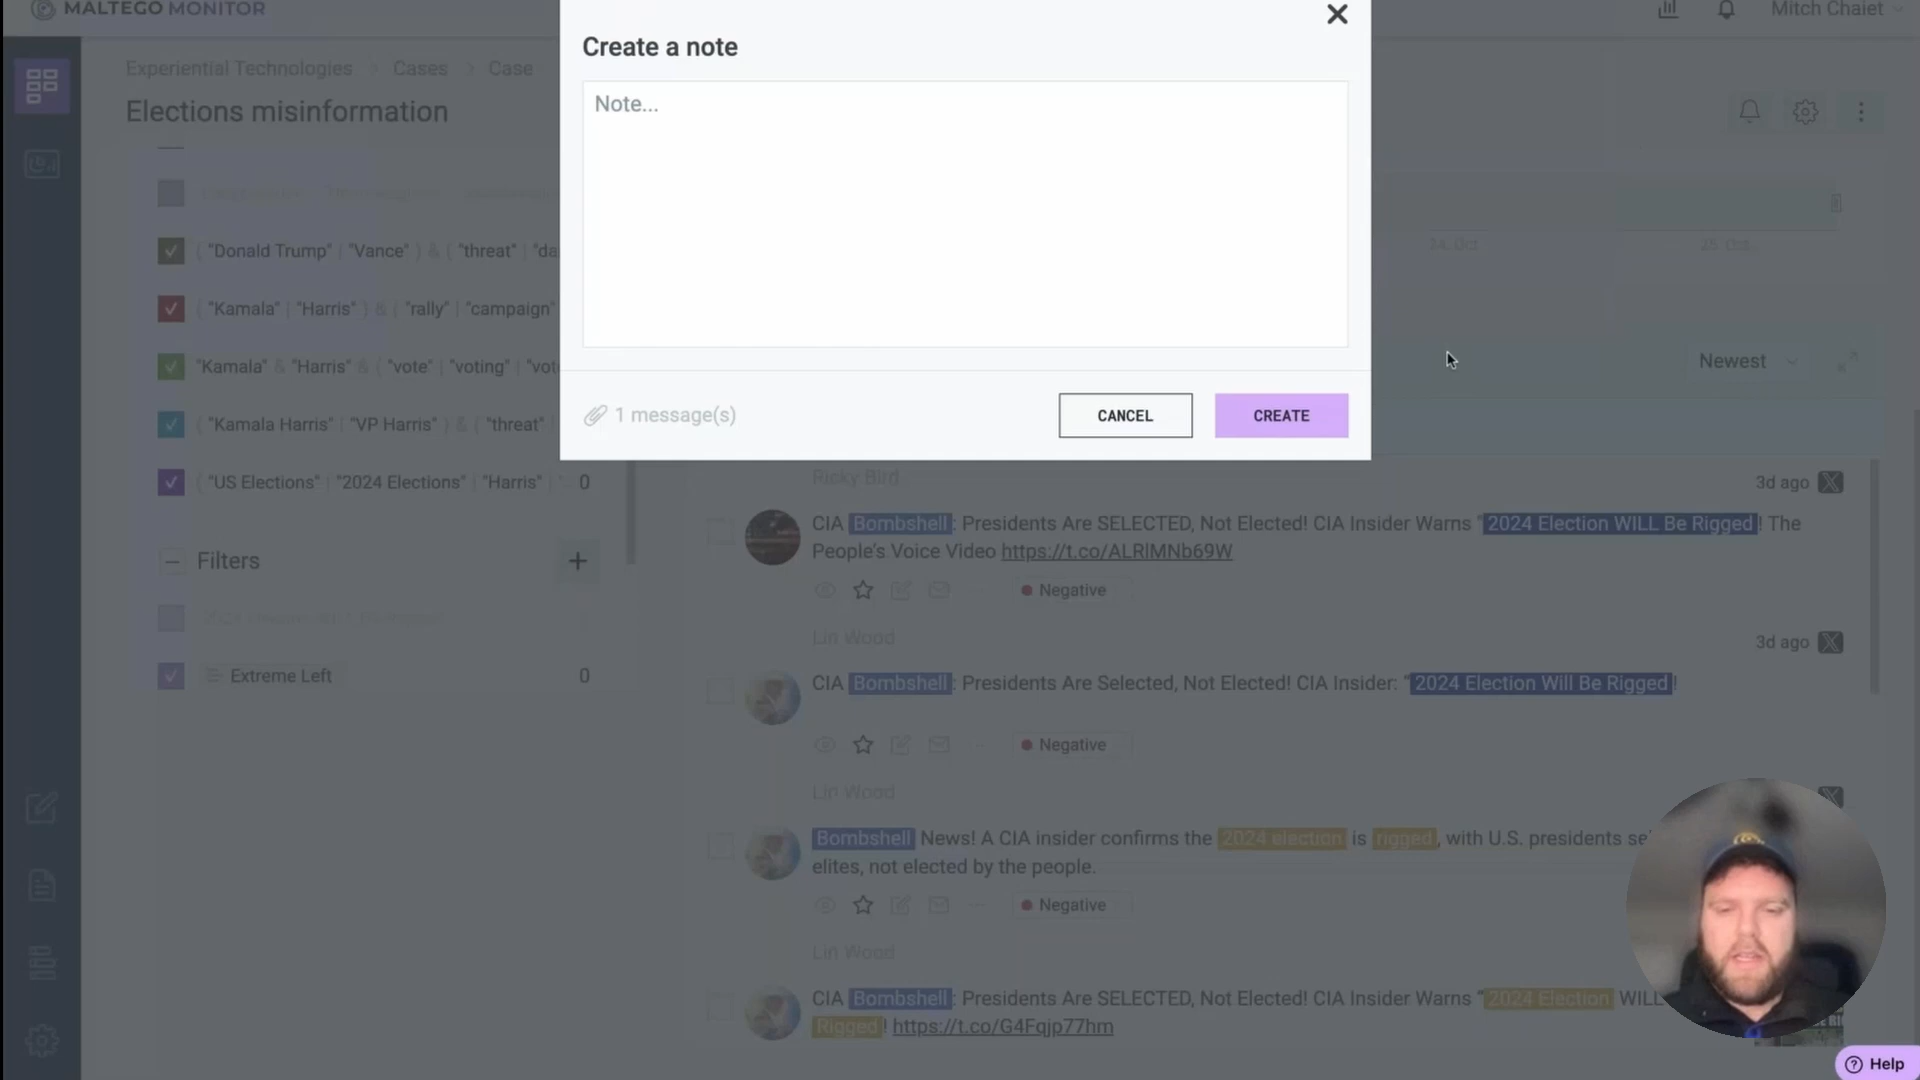 MALTEGO MONITOR
Mitch Chaiet
Experiential Technologies > Cases > Case
Elections misinformation
Create a note
Note...
1 message(s)
CANCEL
CREATE
24. Oct
25. Oct
Newest
( "Donald Trump" | "Vance" ) & ( "threat" | "da
( "Kamala" | "Harris" ) & ( "rally" | "campaign"
"Kamala" & "Harris" & ( "vote" | "voting" | "vot
( "Kamala Harris" | "VP Harris" ) & ( "threat"
( "US Elections" | "2024 Elections" | "Harris" | 0
Filters
Extreme Left 0
Ricky Bird
3d ago
CIA Bombshell: Presidents Are SELECTED, Not Elected! CIA Insider Warns "2024 Election WILL Be Rigged! The
People's Voice Video https://t.co/ALRlMNb69W
Negative
Lin Wood
3d ago
CIA Bombshell: Presidents Are Selected, Not Elected! CIA Insider: "2024 Election Will Be Rigged!
Negative
Lin Wood
Bombshell News! A CIA insider confirms the 2024 election is rigged, with U.S. presidents se
elites, not elected by the people.
Negative
Lin Wood
CIA Bombshell: Presidents Are SELECTED, Not Elected! CIA Insider Warns "2024 Election WILL
Rigged! https://t.co/G4Fqjp77hm
Help